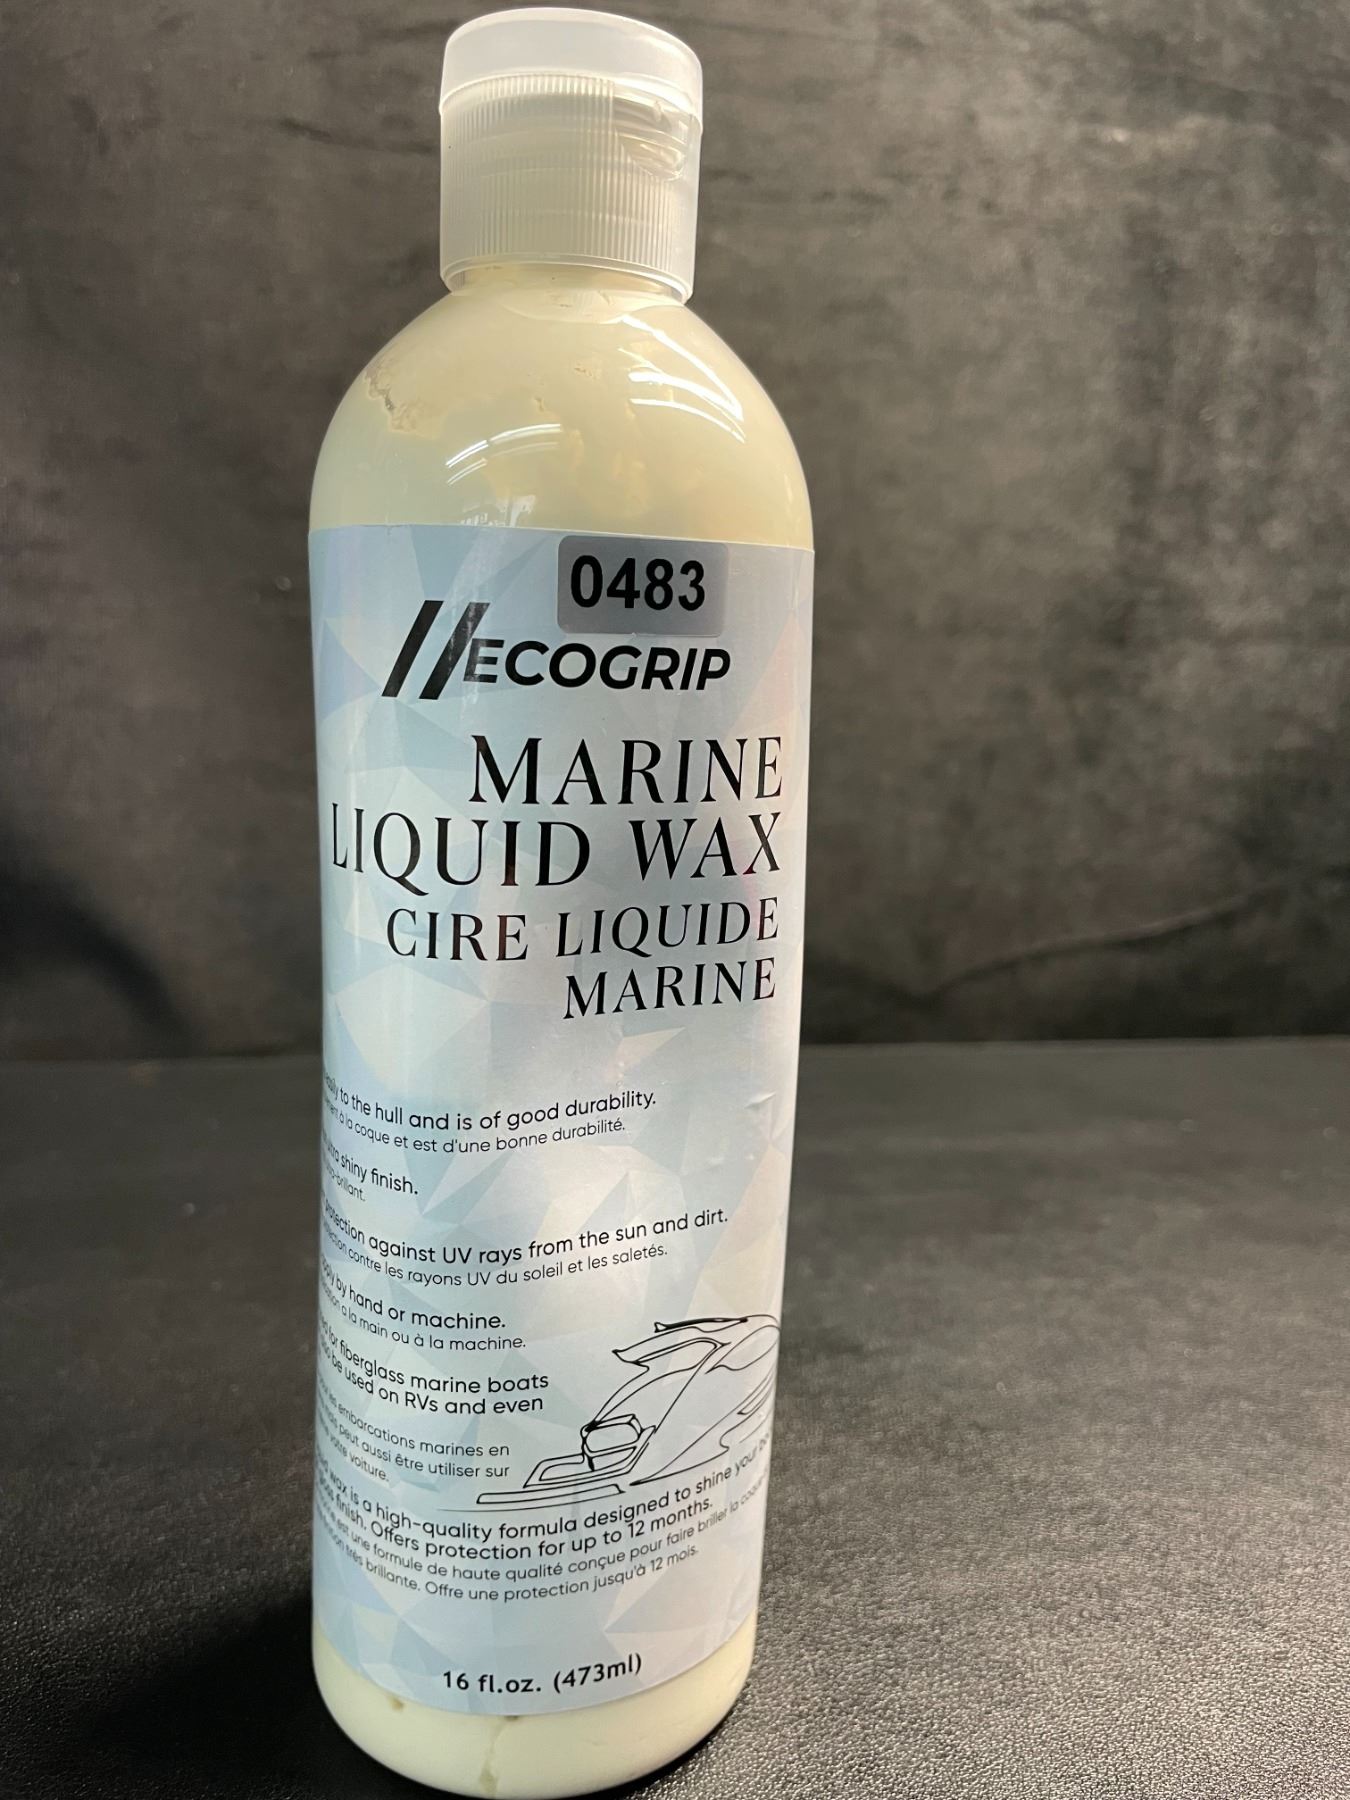 0483
ECOGRIP
MARINE
LIQUID WAX
CIRE LIQUIDE
MARINE
to the hull and is of good durability.
à la coque et est d'une bonne durabilité.
shiny finish.
protection against UV rays from the sun and dirt.
contre les rayons UV du soleil et les saletés.
by hand or machine.
à la main ou à la machine.
for fiberglass marine boats
be used on RVs and even
embarcations marines en
peut aussi être utiliser sur
votre voiture.
wax is a high-quality formula designed to shine your
finish. Offers protection for up to 12 months.
est une formule de haute qualité conçue pour faire briller la
très brillante. Offre une protection jusqu'à 12 mois.
16 fl.oz. (473ml)